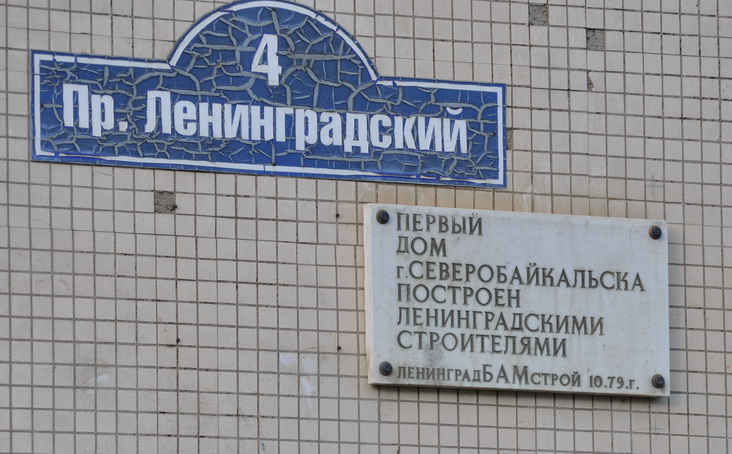 4
Пр. Ленинградский
ПЕРВЫЙ
ДОМ
г. СЕВЕРОБАЙКАЛЬСКА
ПОСТРОЕН
ЛЕНИНГРАДСКИМИ
СТРОИТЕЛЯМИ
ЛЕНИНГРАДБАМСТРОЙ 10.79.г.